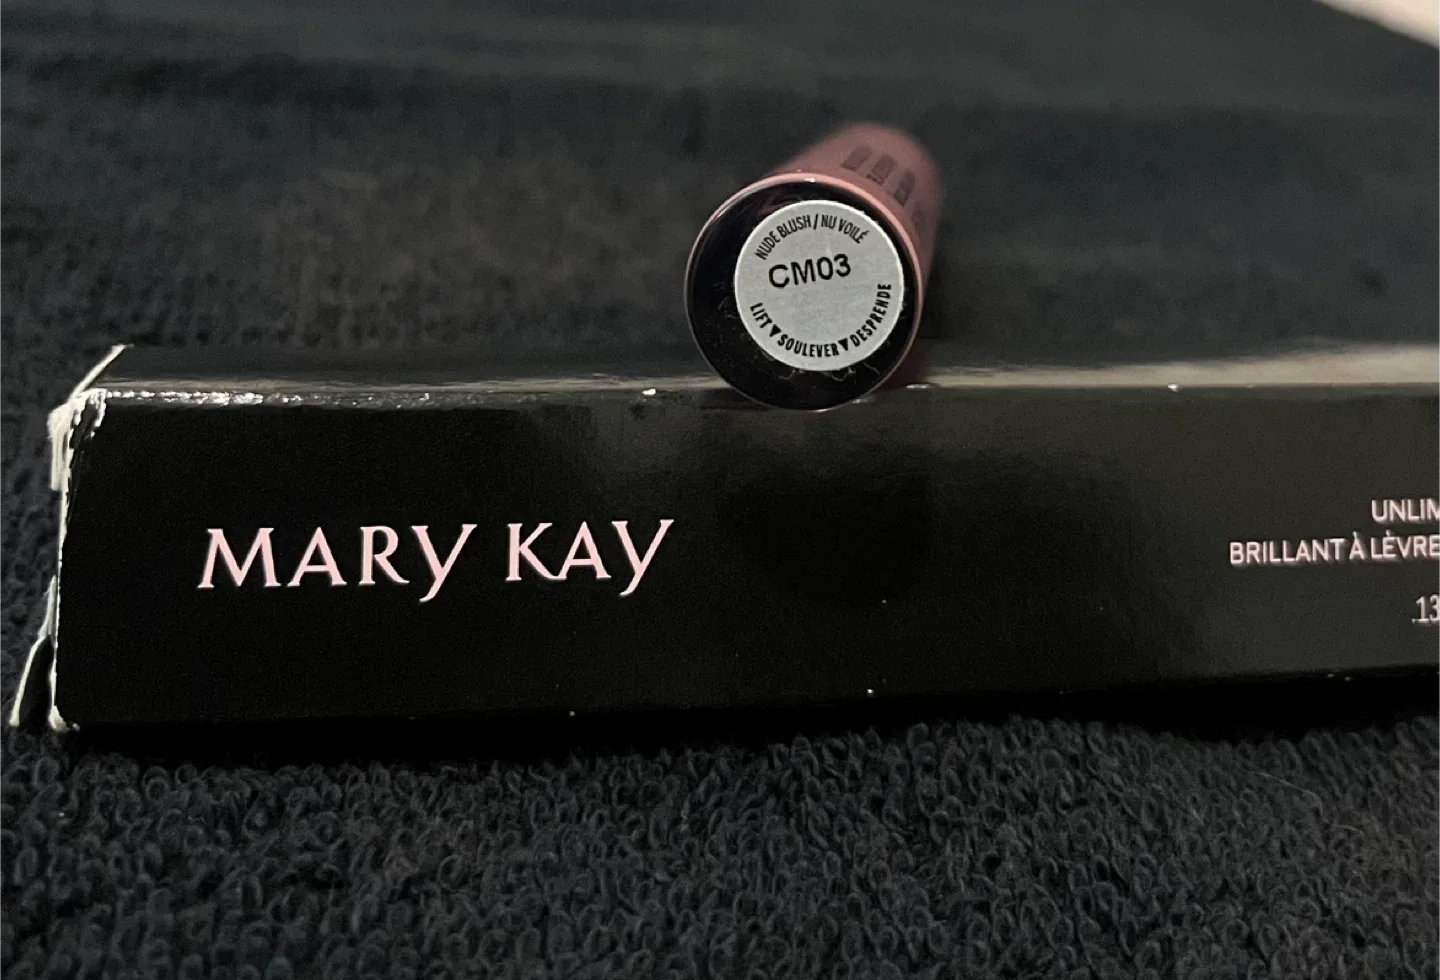 NUDE BLUSH / NU VOILÉ
CM03
LIFT▼SOULEVER▼DESPRENDE
MARY KAY
UNLIM
BRILLANT À LÈVRE
.13